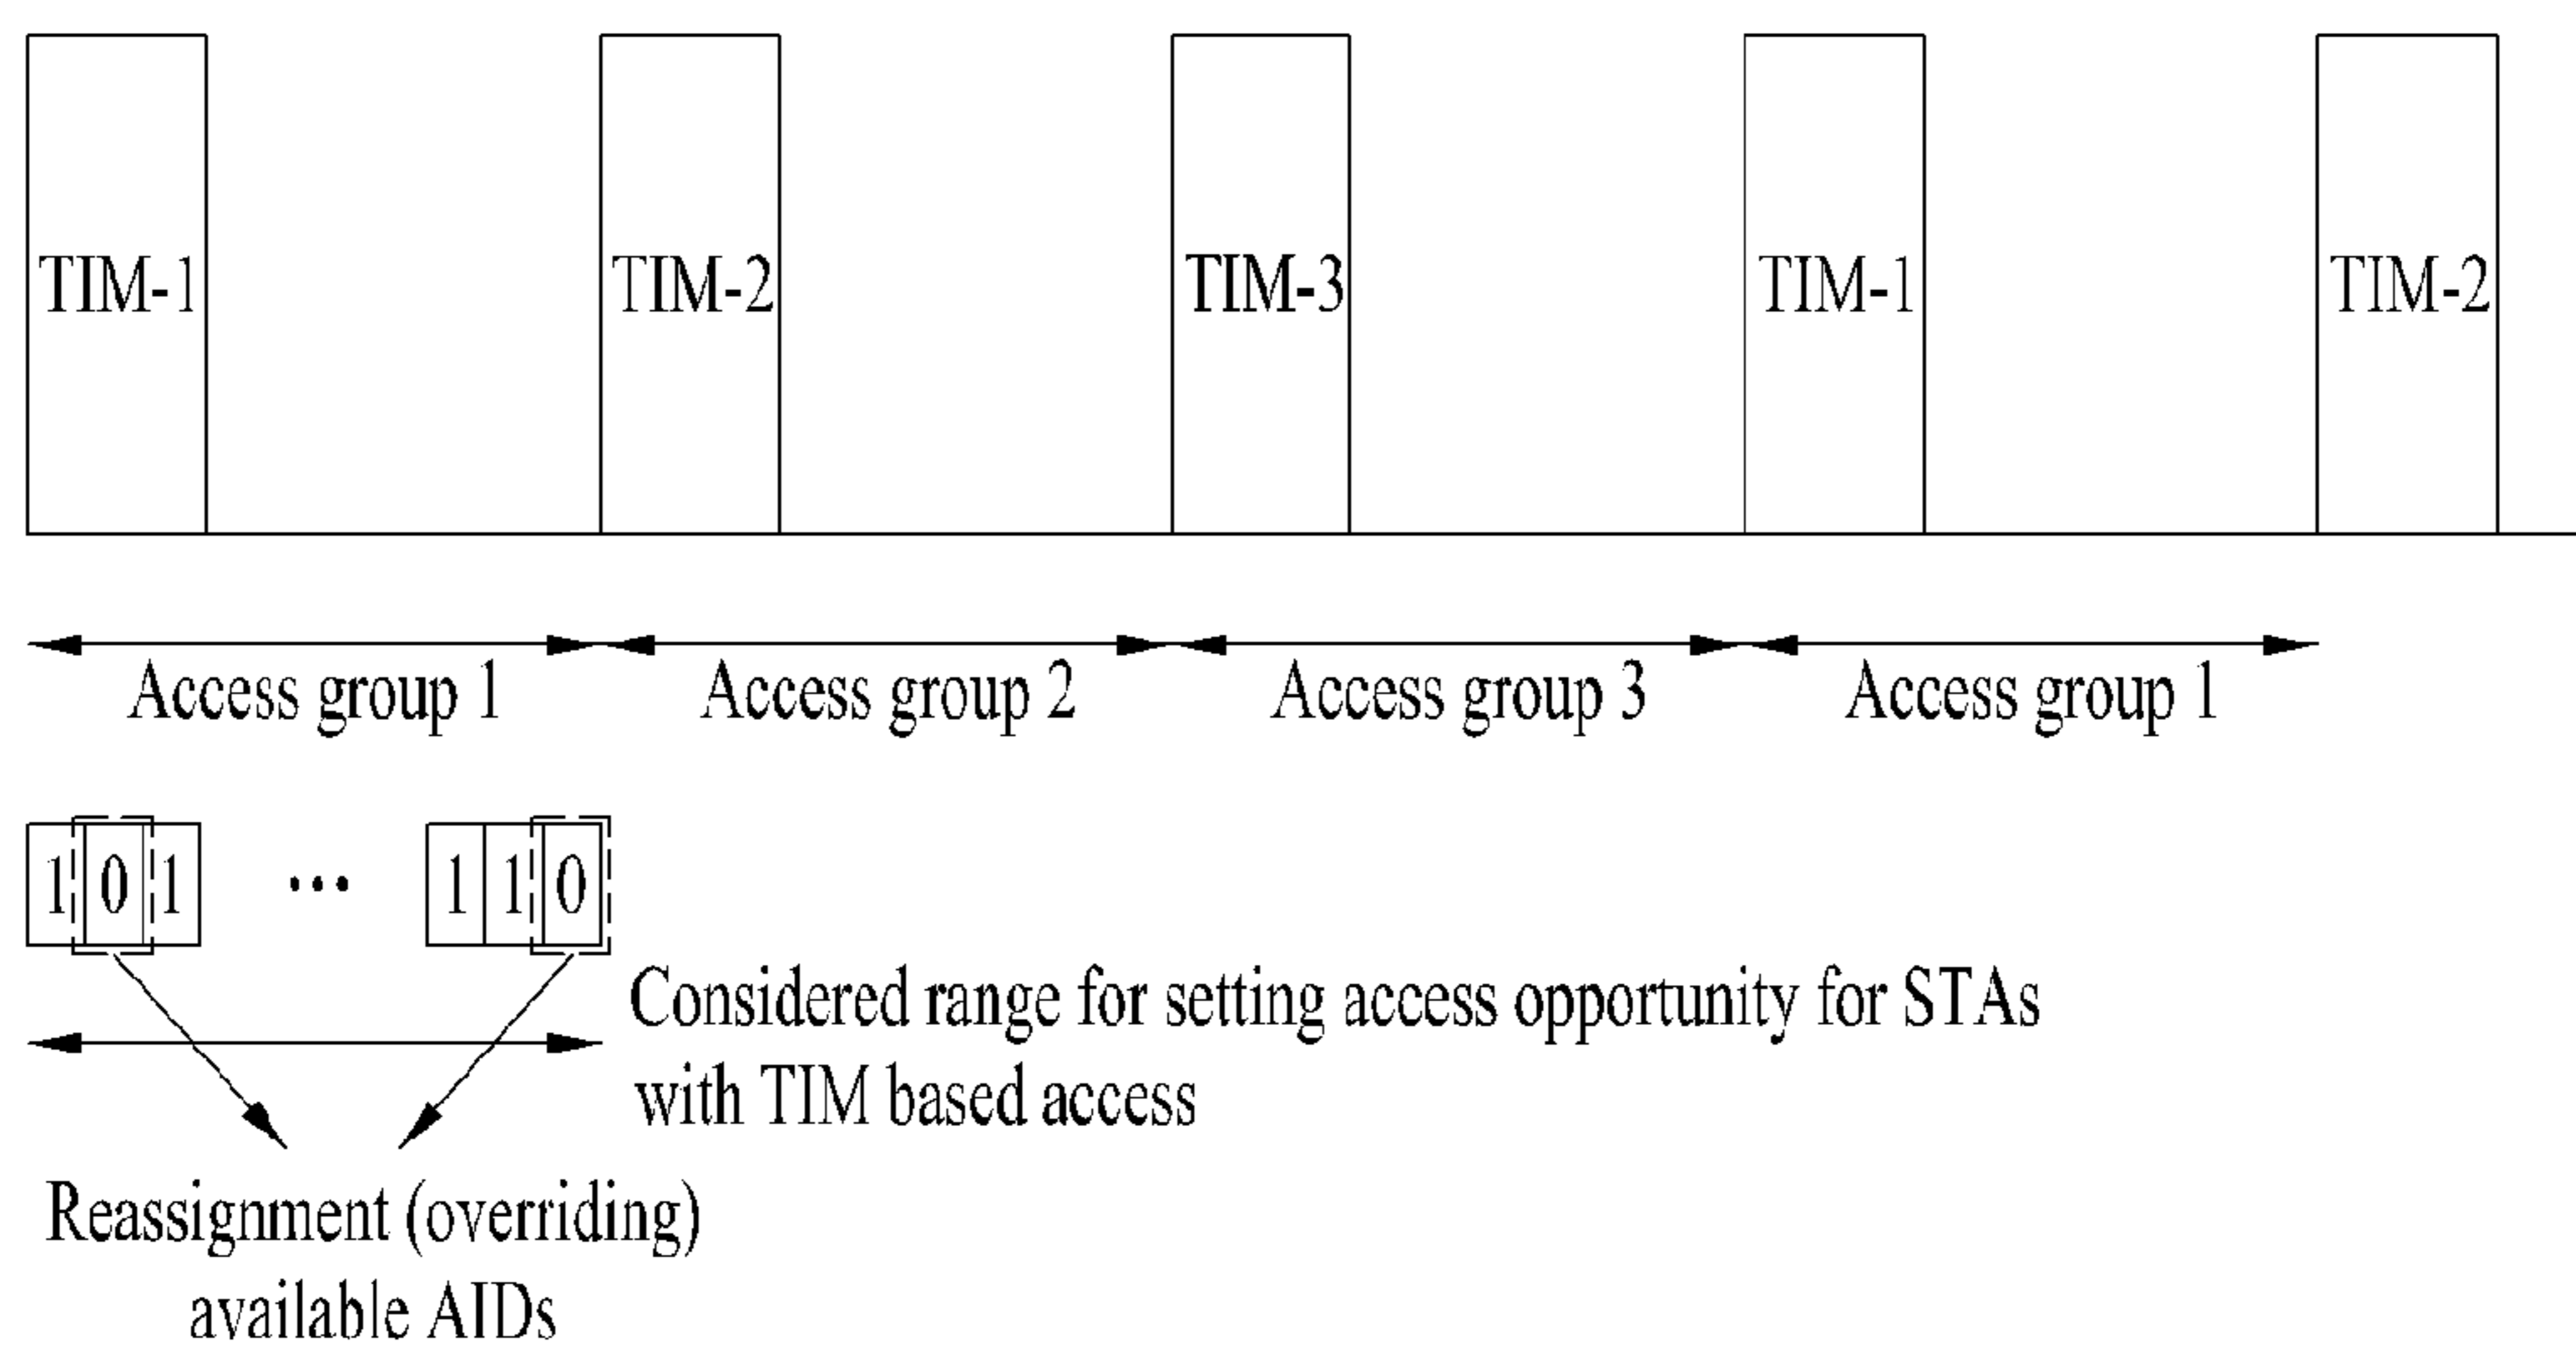 TIM-1 TIM-2 TIM-3 TIM-1 TIM-2
Access group 1 Access group 2 Access group 3 Access group 1
1 0 1 ... 1 1 0
Considered range for setting access opportunity for STAs
with TIM based access
Reassignment (overriding)
available AIDs